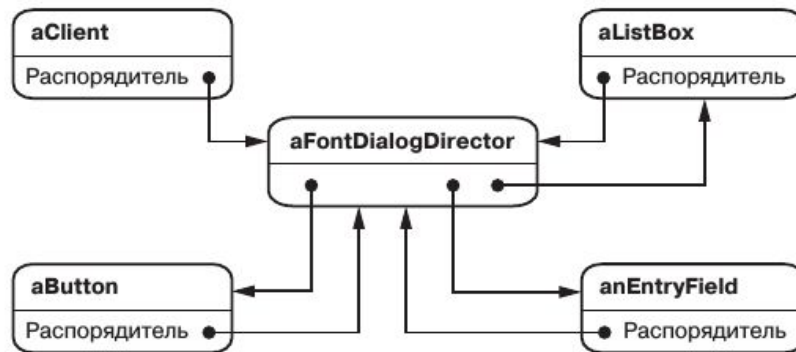 aClient
Распорядитель
aListBox
Распорядитель
aFontDialogDirector
aButton
Распорядитель
anEntryField
Распорядитель